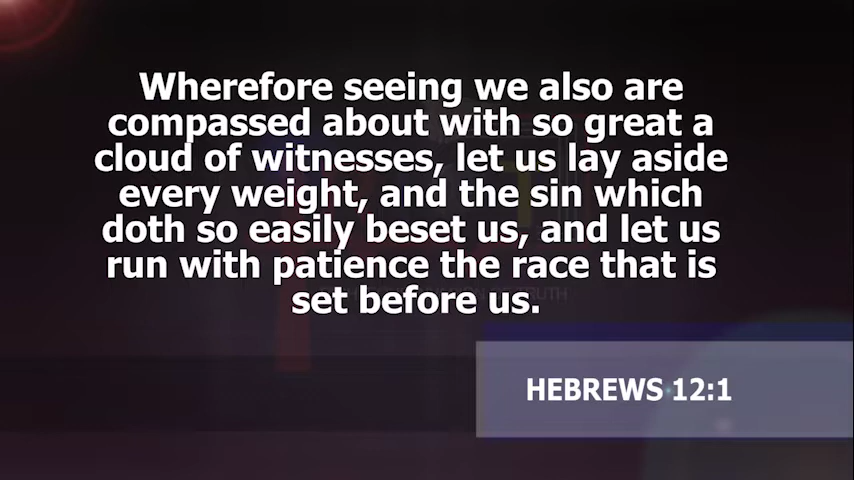 Wherefore seeing we also are
compassed about with so great a
cloud of witnesses, let us lay aside
every weight, and the sin which
doth so easily beset us, and let us
run with patience the race that is
set before us.
HEBREWS 12:1